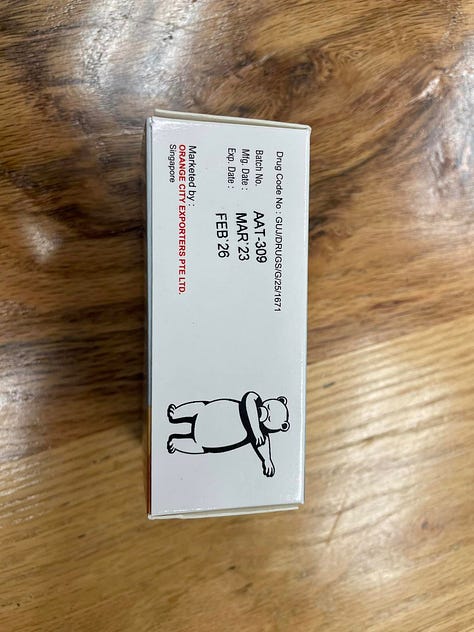 Drug Code No : GUJ/DRUGS/G/25/1671
Batch No. AAT-309
Mfg. Date : MAR'23
Exp. Date : FEB'26
Marketed by :
ORANGE CITY EXPORTERS PTE LTD.
Singapore